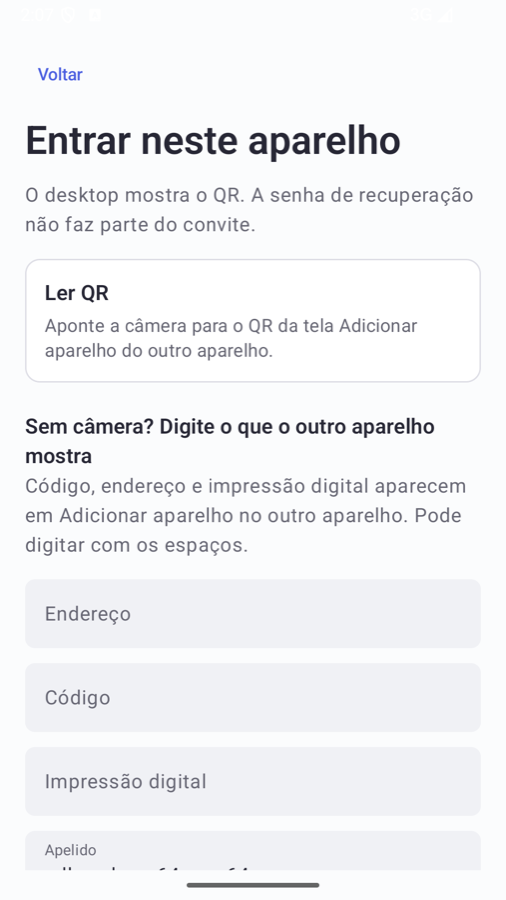 Voltar
Entrar neste aparelho
O desktop mostra o QR. A senha de recuperação
não faz parte do convite.
Ler QR
Aponte a câmera para o QR da tela Adicionar
aparelho do outro aparelho.
Sem câmera? Digite o que o outro aparelho
mostra
Código, endereço e impressão digital aparecem
em Adicionar aparelho no outro aparelho. Pode
digitar com os espaços.
Endereço
Código
Impressão digital
Apelido